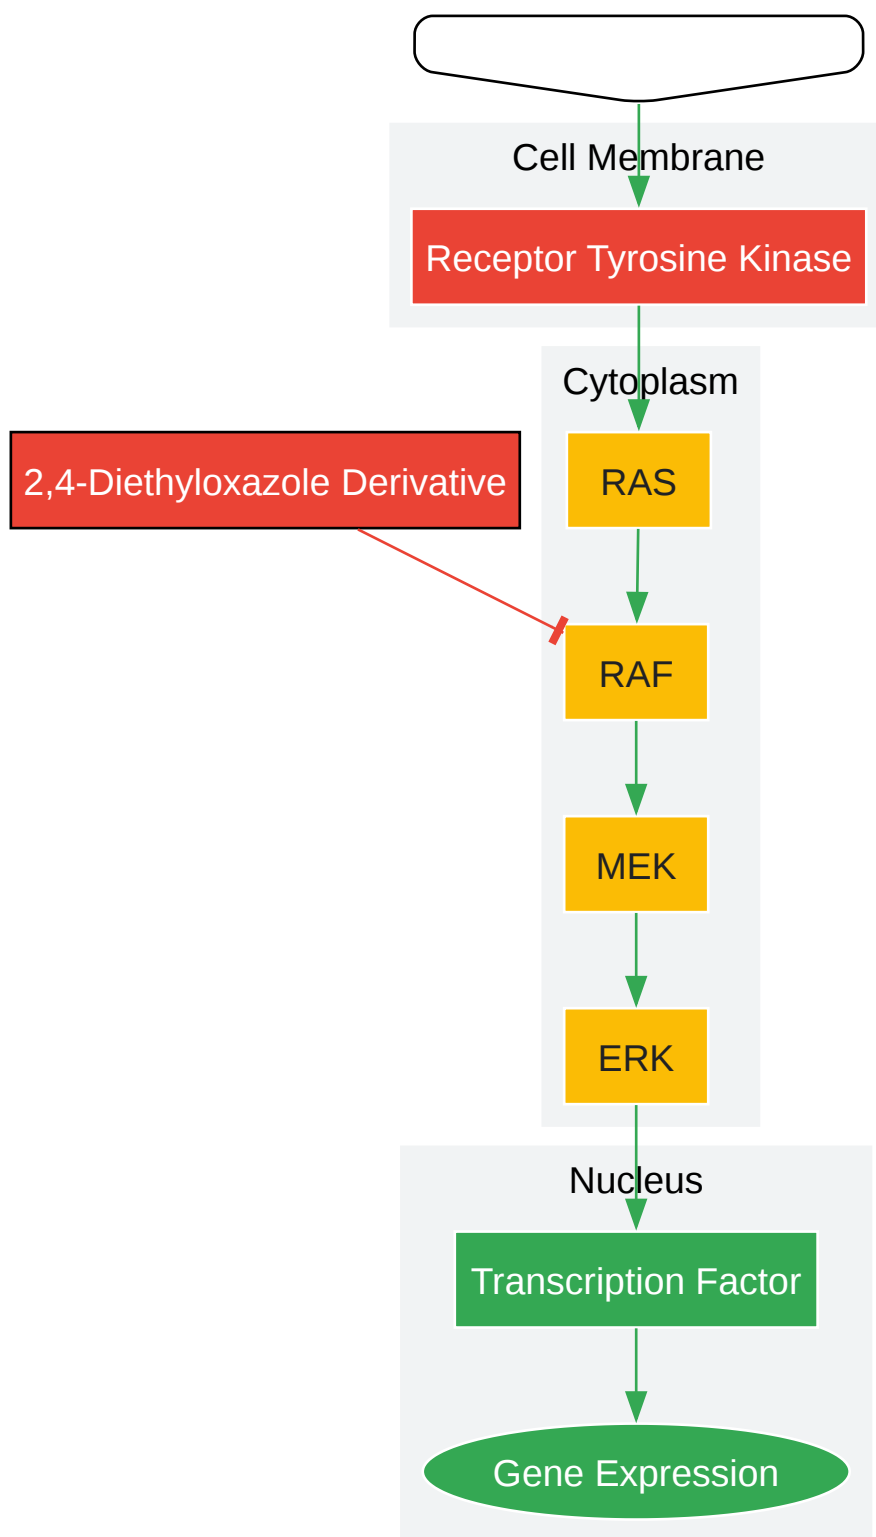 Cell Membrane
Receptor Tyrosine Kinase
Cytoplasm
2,4-Diethyloxazole Derivative
RAS
RAF
MEK
ERK
Nucleus
Transcription Factor
Gene Expression